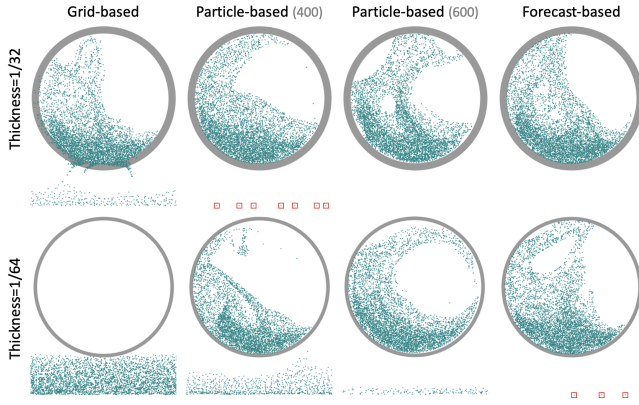 Grid-based
Particle-based (400)
Particle-based (600)
Forecast-based
Thickness=1/32
Thickness=1/64